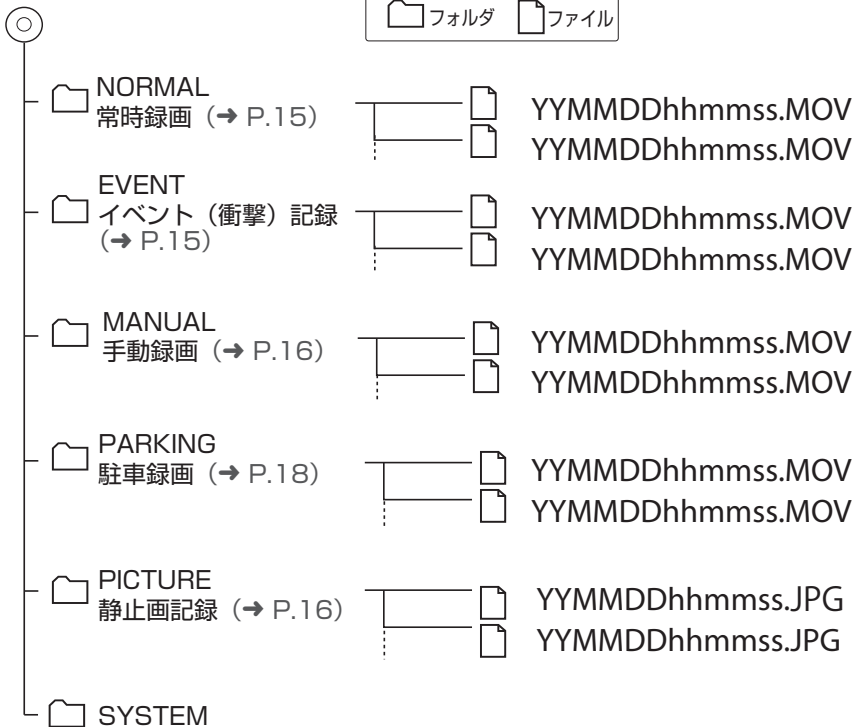 フォルダ ファイル
NORMAL
常時録画（➔ P.15）
YYMMDDhhmmss.MOV
YYMMDDhhmmss.MOV
EVENT
イベント（衝撃）記録
（➔ P.15）
YYMMDDhhmmss.MOV
YYMMDDhhmmss.MOV
MANUAL
手動録画（➔ P.16）
YYMMDDhhmmss.MOV
YYMMDDhhmmss.MOV
PARKING
駐車録画（➔ P.18）
YYMMDDhhmmss.MOV
YYMMDDhhmmss.MOV
PICTURE
静止画記録（➔ P.16）
YYMMDDhhmmss.JPG
YYMMDDhhmmss.JPG
SYSTEM